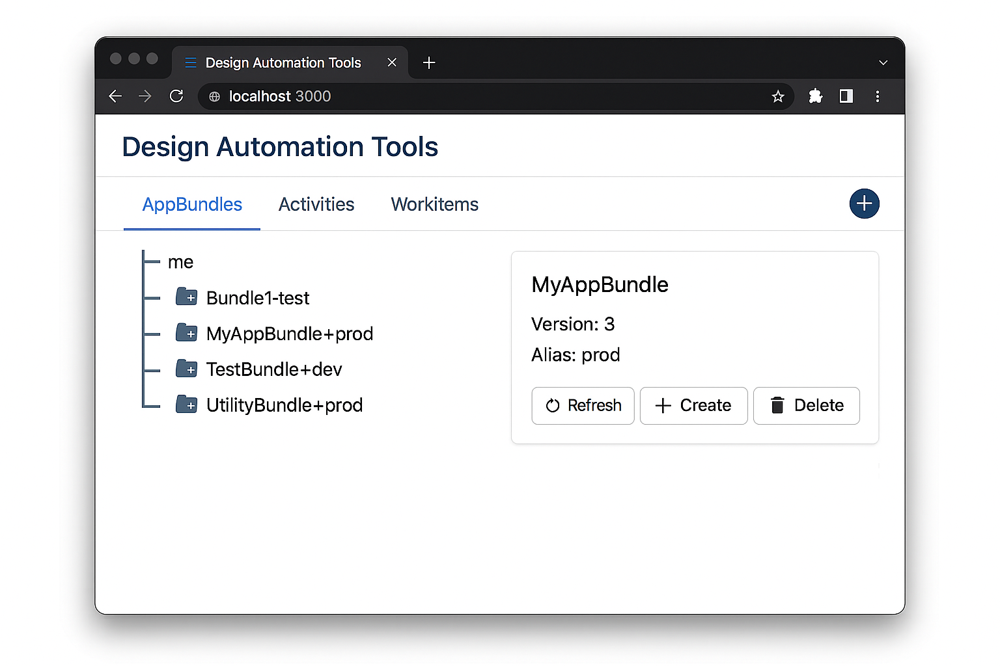 Design Automation Tools
localhost 3000
Design Automation Tools
AppBundles Activities Workitems
me
Bundle1-test
MyAppBundle+prod
TestBundle+dev
UtilityBundle+prod
MyAppBundle
Version: 3
Alias: prod
Refresh Create Delete